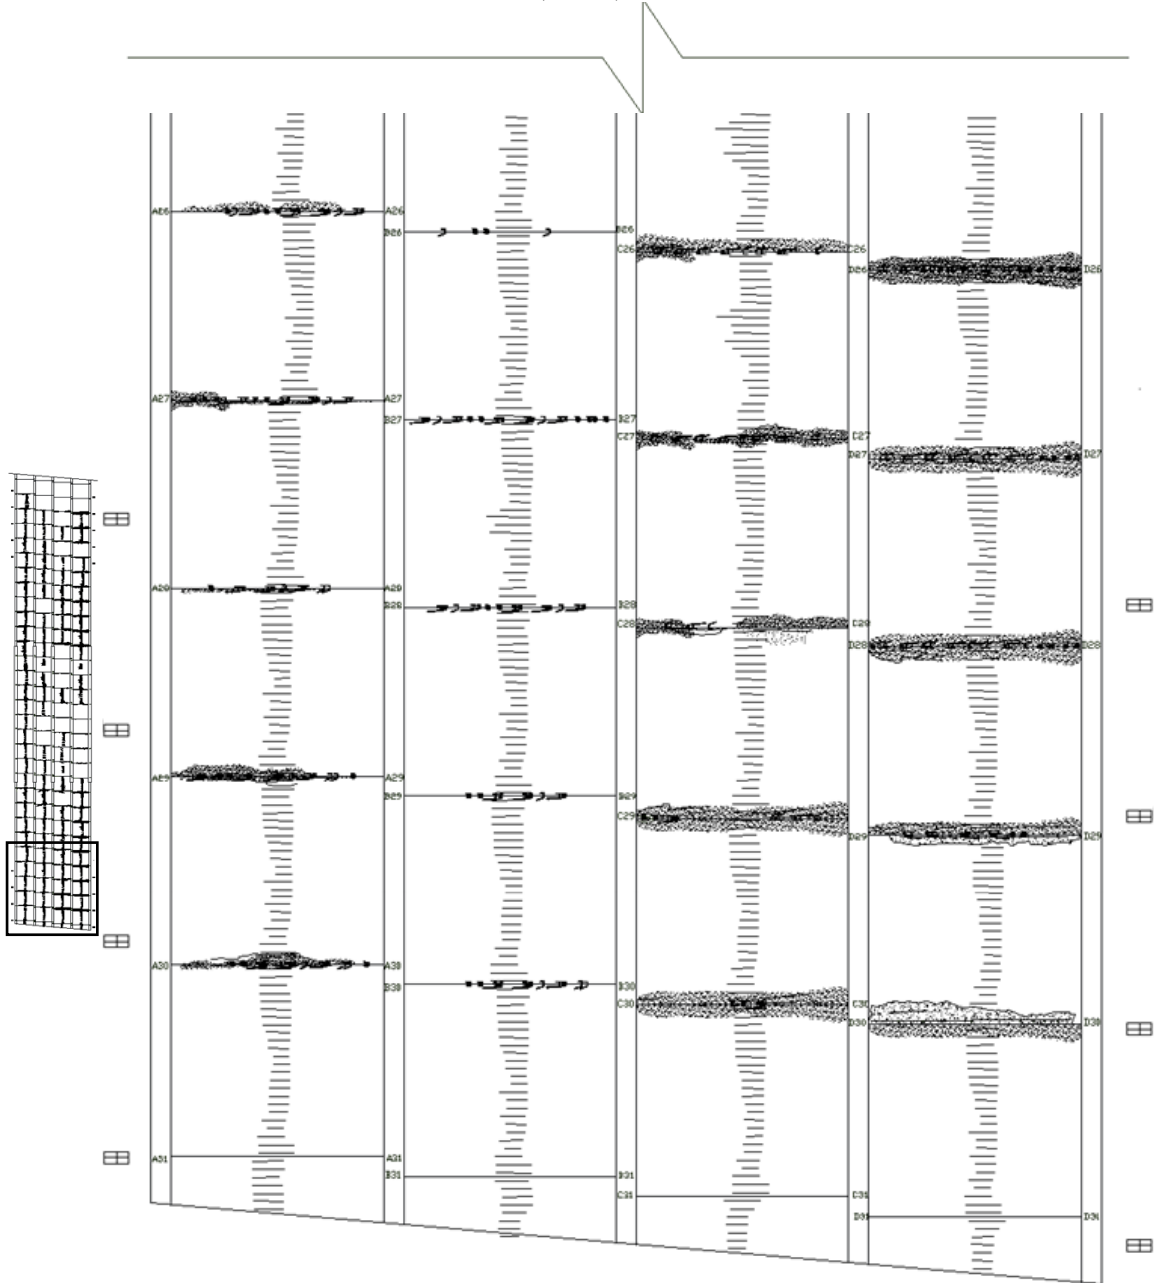 A26 A26
B26 B26
C26 C26
D26 D26
A27 A27
B27 B27
C27 C27
D27 D27
A28 A28
B28 B28
C28 C28
D28 D28
A29 A29
B29 B29
C29 C29
D29 D29
A30 A30
B30 B30
C30 C30
D30 D30
A31 A31
B31 B31
C31 C31
D31 D31